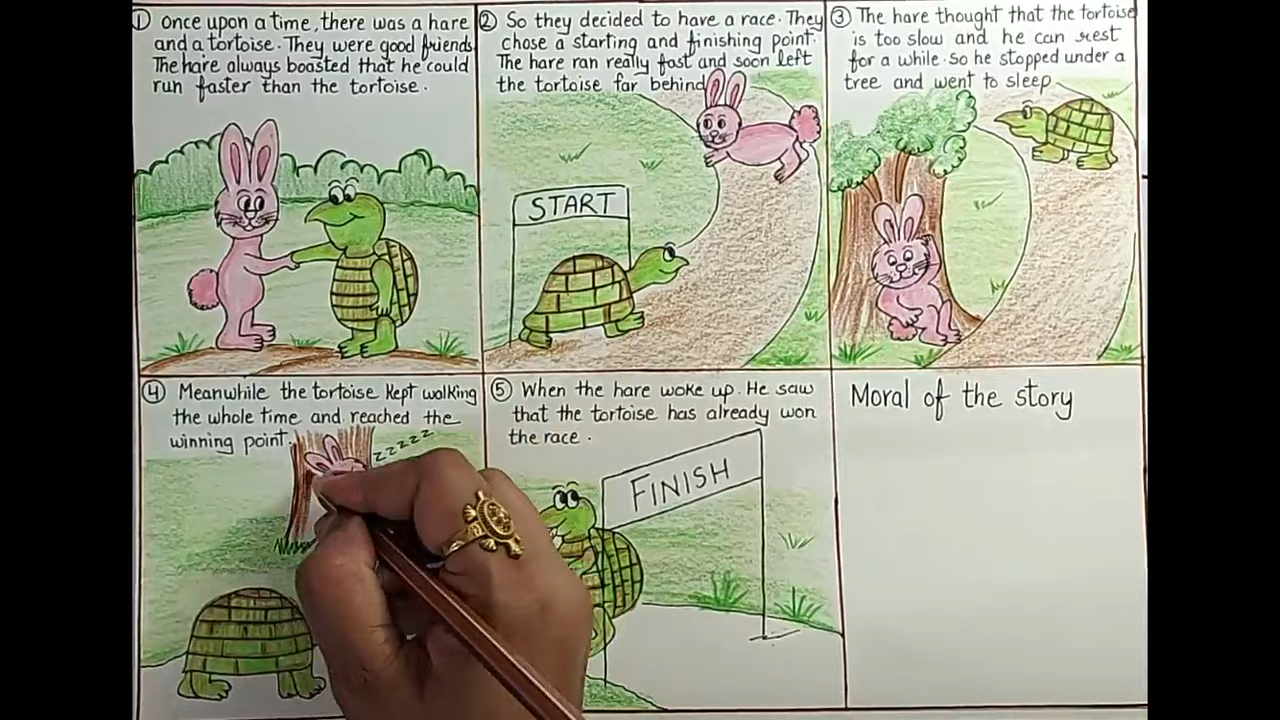 ① Once upon a time, there was a hare
and a tortoise. They were good friends.
The hare always boasted that he could
run faster than the tortoise.
② So they decided to have a race. They
chose a starting and finishing point.
The hare ran really fast and soon left
the tortoise far behind
START
③ The hare thought that the tortoise
is too slow and he can rest
for a while. So he stopped under a
tree and went to sleep
④ Meanwhile the tortoise kept walking
the whole time and reached the
winning point.
zzzzz
⑤ When the hare woke up. He saw
that the tortoise has already won
the race.
FINISH
Moral of the story